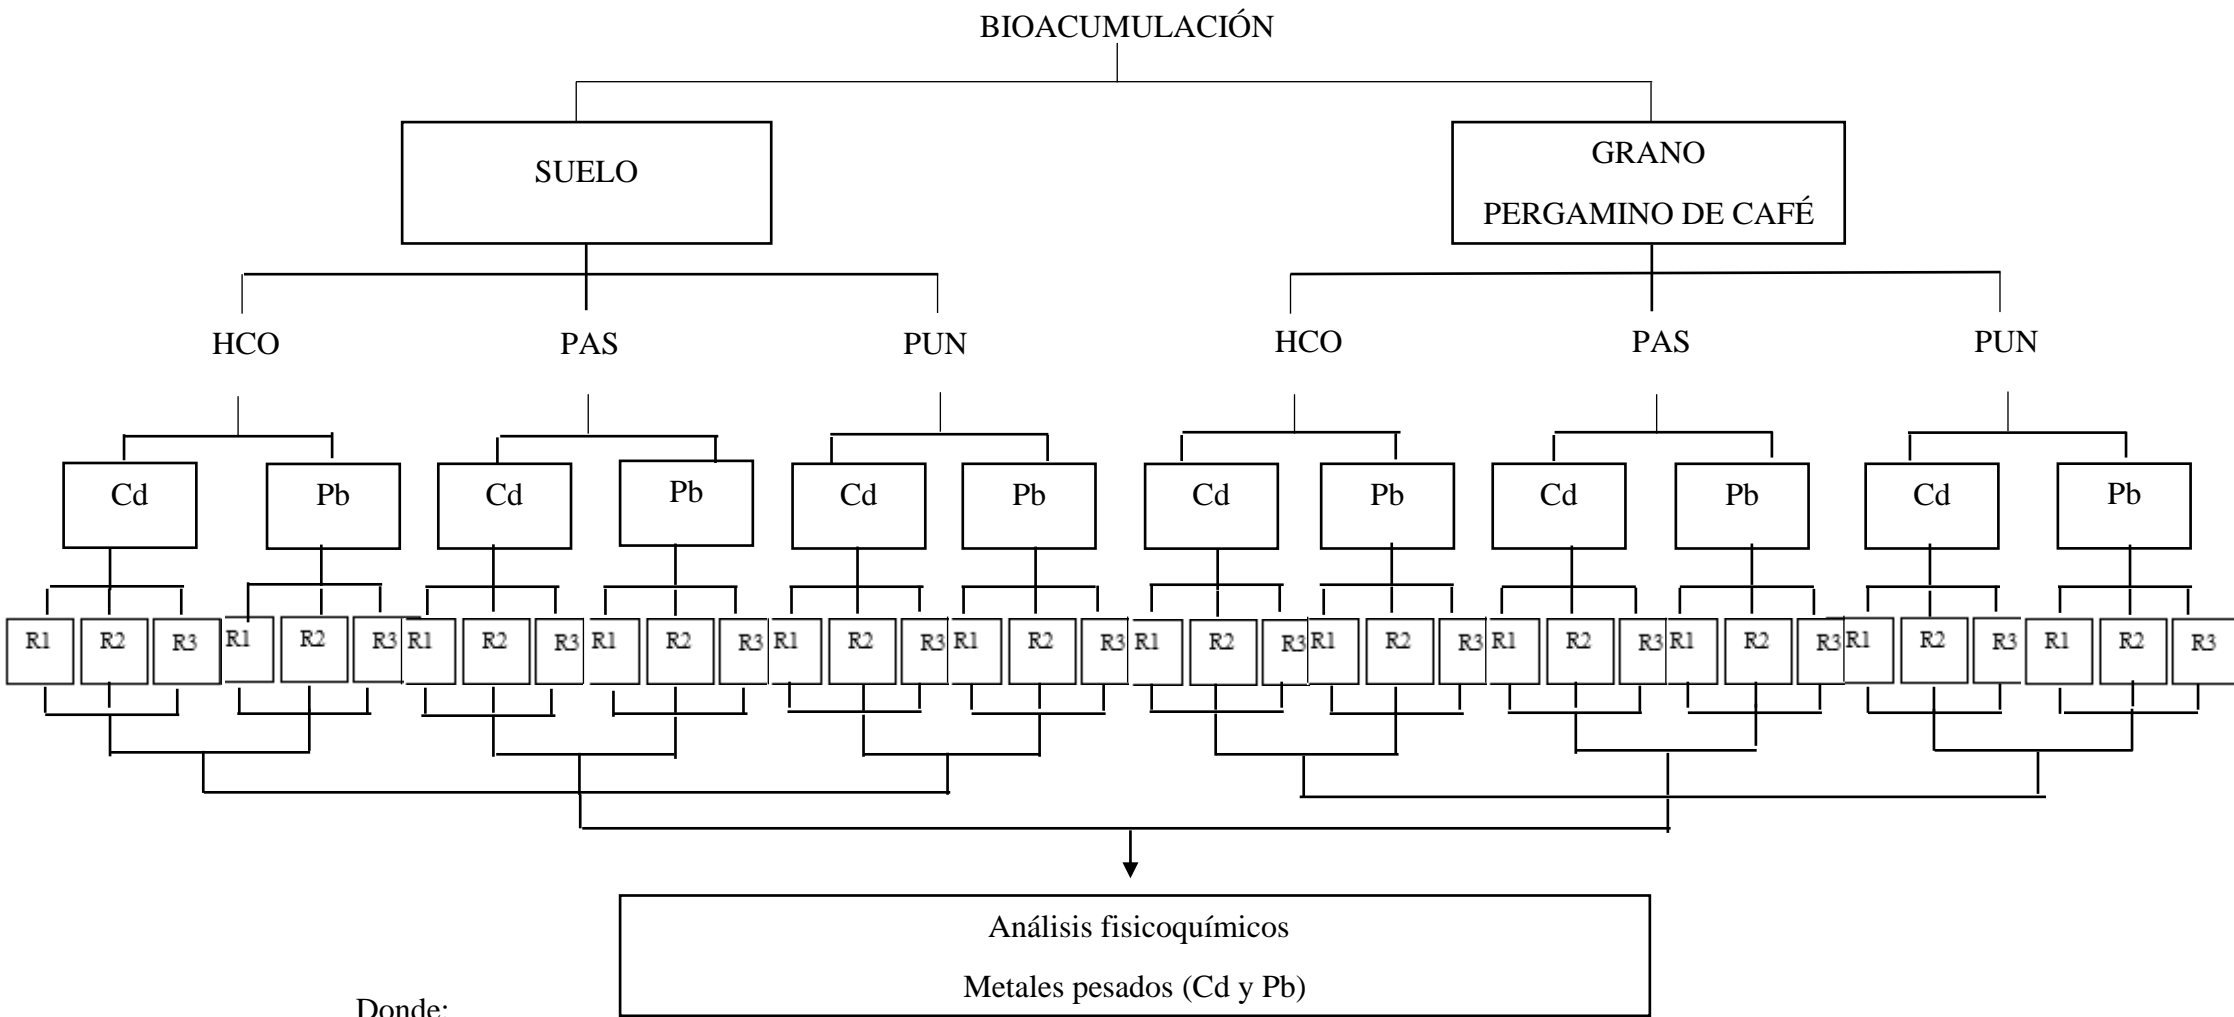 BIOACUMULACIÓN
SUELO
GRANO
PERGAMINO DE CAFÉ
HCO PAS PUN HCO PAS PUN
Cd Pb Cd Pb Cd Pb Cd Pb Cd Pb Cd Pb
R1 R2 R3 R1 R2 R3 R1 R2 R3 R1 R2 R3 R1 R2 R3 R1 R2 R3 R1 R2 R3 R1 R2 R3 R1 R2 R3 R1 R2 R3 R1 R2 R3 R1 R2 R3
Análisis fisicoquímicos
Metales pesados (Cd y Pb)
Donde: